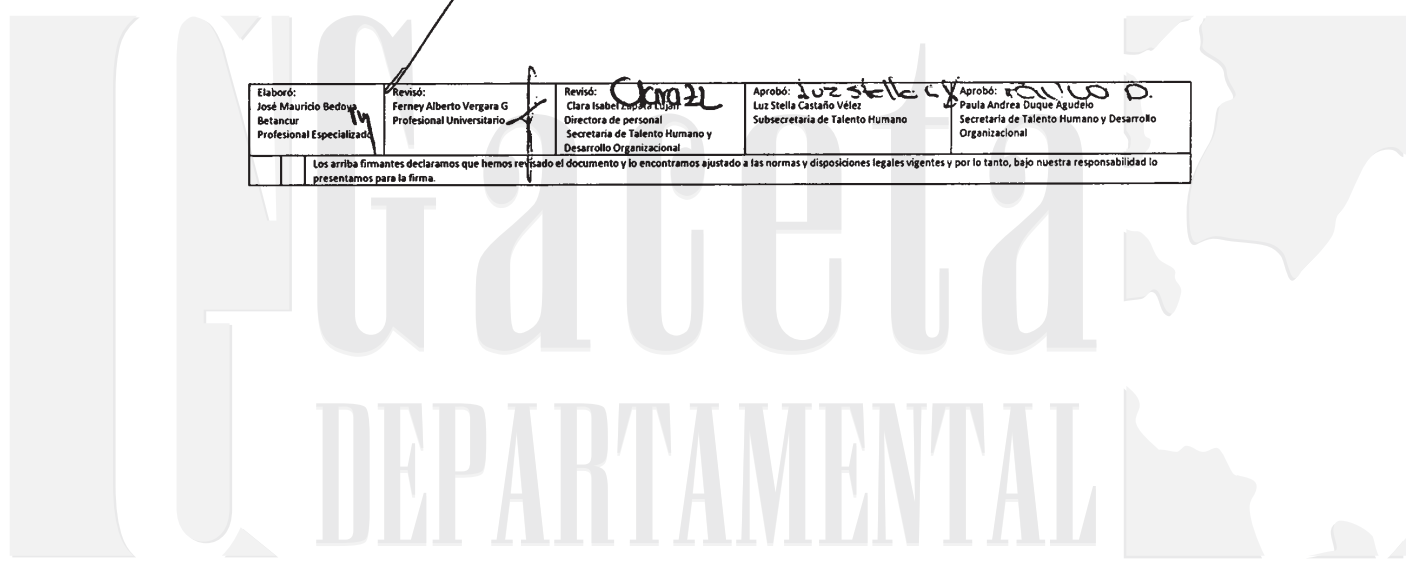 Elaboró:
José Mauricio Bedoya
Betancur
Profesional Especializado
Revisó:
Ferney Alberto Vergara G
Profesional Universitario
Revisó:
Clara Isabel Zapata Luján
Directora de personal
Secretaría de Talento Humano y
Desarrollo Organizacional
Aprobó: Luz Stella C
Luz Stella Castaño Vélez
Subsecretaria de Talento Humano
Aprobó:
Paula Andrea Duque Agudelo
Secretaria de Talento Humano y Desarrollo
Organizacional
Los arriba firmantes declaramos que hemos revisado el documento y lo encontramos ajustado a las normas y disposiciones legales vigentes y por lo tanto, bajo nuestra responsabilidad lo
presentamos para la firma.
Gaceta
DEPARTAMENTAL